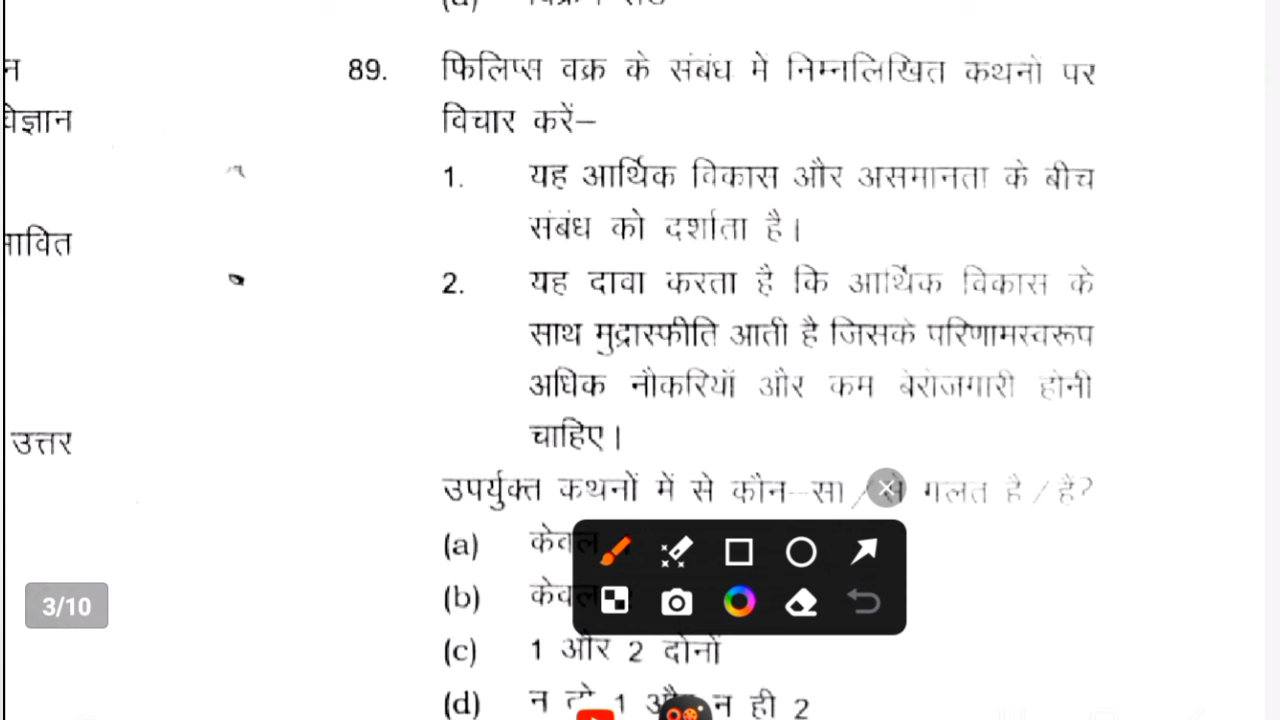 89. फिलिप्स वक्र के संबंध में निम्नलिखित कथनों पर
विचार करें–
1. यह आर्थिक विकास और असमानता के बीच
संबंध को दर्शाता है।
2. यह दावा करता है कि आर्थिक विकास के
साथ मुद्रास्फीति आती है जिसके परिणामस्वरूप
अधिक नौकरियाँ और कम बेरोजगारी होनी
चाहिए।
उपर्युक्त कथनों में से कौन–सा / से गलत है / हैं?
(a) केवल
(b) केवल
(c) 1 और 2 दोनों
(d) न तो 1 और न ही 2
उत्तर
3/10